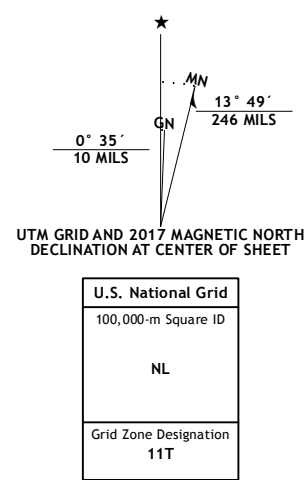 MN
13° 49´
246 MILS
GN
0° 35´
10 MILS
UTM GRID AND 2017 MAGNETIC NORTH
DECLINATION AT CENTER OF SHEET
U.S. National Grid
100,000-m Square ID
NL
Grid Zone Designation
11T